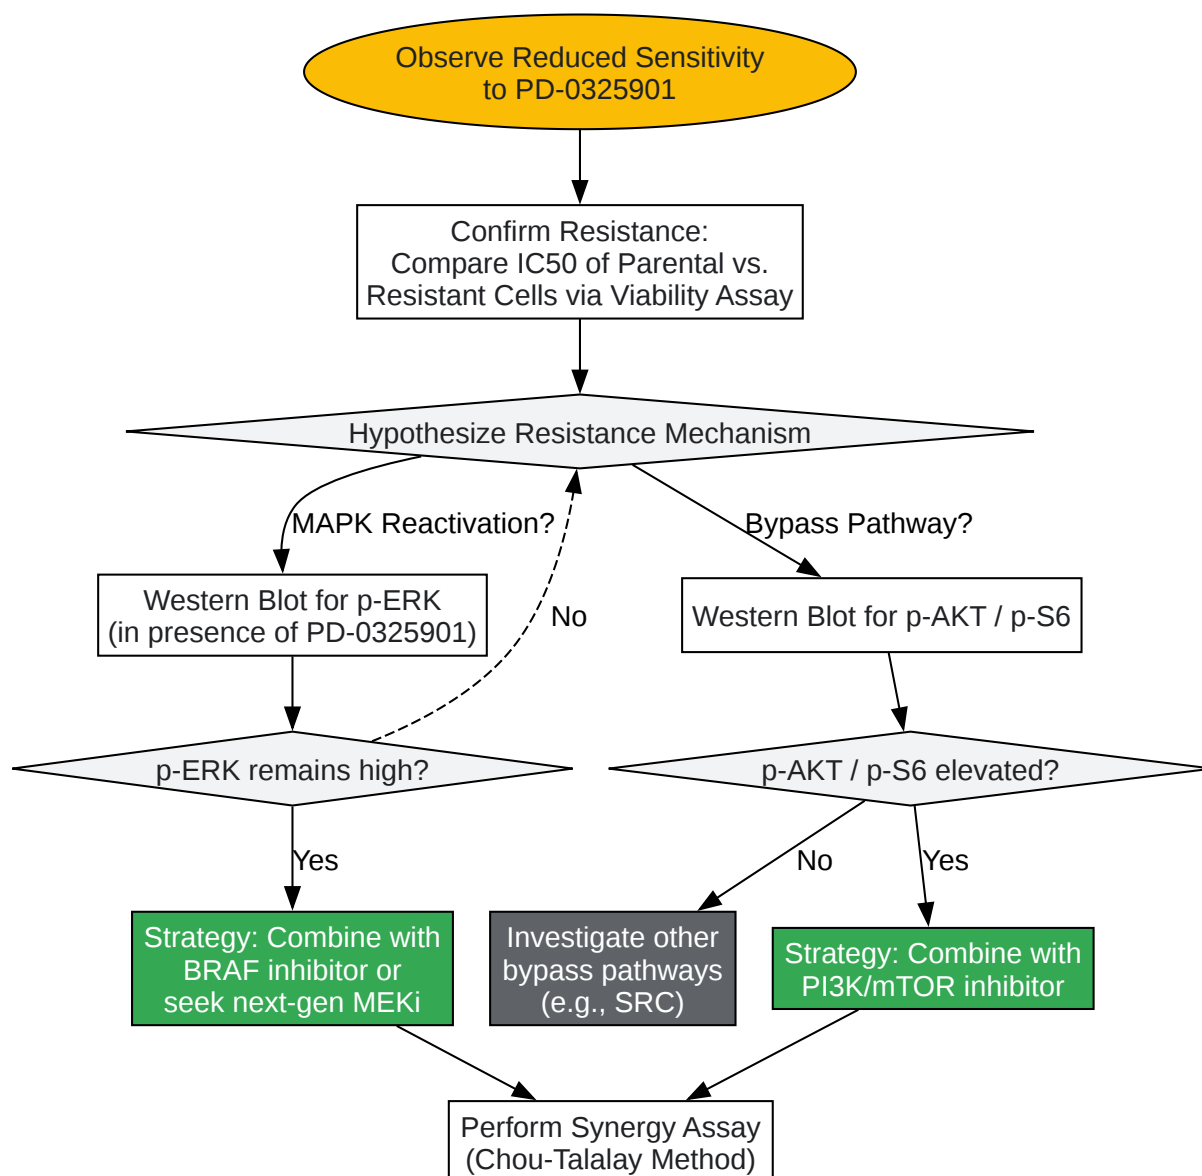 Observe Reduced Sensitivity
to PD-0325901
Confirm Resistance:
Compare IC50 of Parental vs.
Resistant Cells via Viability Assay
Hypothesize Resistance Mechanism
MAPK Reactivation?
Bypass Pathway?
Western Blot for p-ERK
(in presence of PD-0325901)
No
Western Blot for p-AKT / p-S6
p-ERK remains high?
p-AKT / p-S6 elevated?
Yes
No
Yes
Strategy: Combine with
BRAF inhibitor or
seek next-gen MEKi
Investigate other
bypass pathways
(e.g., SRC)
Strategy: Combine with
PI3K/mTOR inhibitor
Perform Synergy Assay
(Chou-Talalay Method)